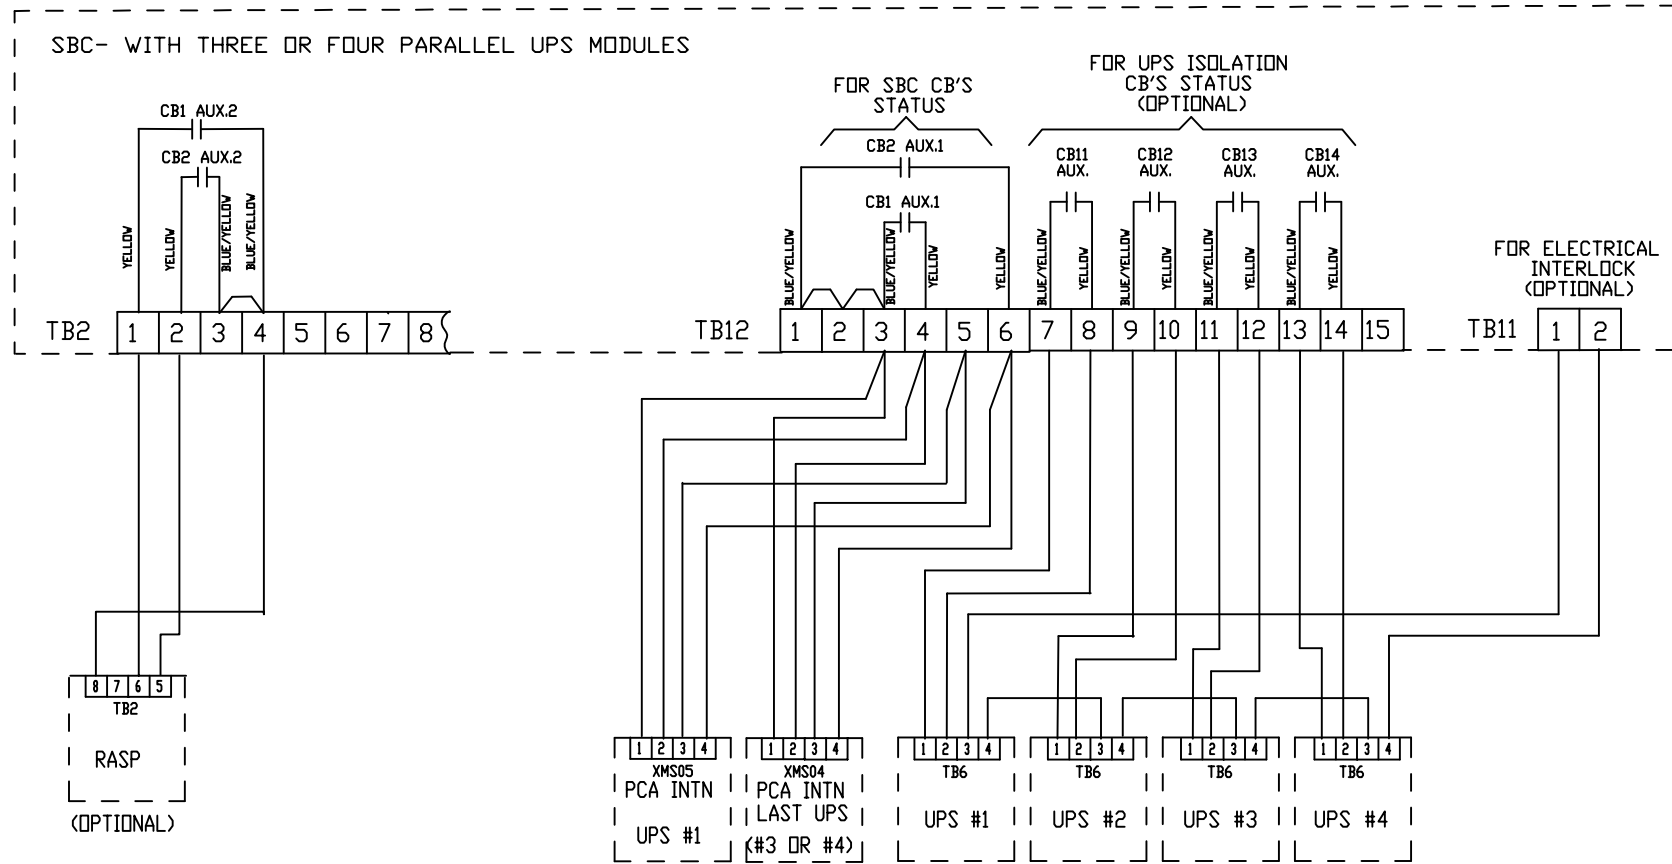 SBC- WITH THREE OR FOUR PARALLEL UPS MODULES
FOR SBC CB'S
STATUS
FOR UPS ISOLATION
CB'S STATUS
(OPTIONAL)
CB1 AUX.2
CB2 AUX.2
CB2 AUX.1
CB1 AUX.1
CB11
AUX.
CB12
AUX.
CB13
AUX.
CB14
AUX.
YELLOW
YELLOW
BLUE/YELLOW
BLUE/YELLOW
BLUE/YELLOW
BLUE/YELLOW
YELLOW
YELLOW
BLUE/YELLOW
YELLOW
BLUE/YELLOW
YELLOW
BLUE/YELLOW
YELLOW
BLUE/YELLOW
YELLOW
FOR ELECTRICAL
INTERLOCK
(OPTIONAL)
TB2 1 2 3 4 5 6 7 8
TB12 1 2 3 4 5 6 7 8 9 10 11 12 13 14 15
TB11 1 2
8 7 6 5
TB2
RASP
(OPTIONAL)
1 2 3 4
XMS05
PCA INTN
UPS #1
1 2 3 4
XMS04
PCA INTN
LAST UPS
(#3 OR #4)
1 2 3 4
TB6
UPS #1
1 2 3 4
TB6
UPS #2
1 2 3 4
TB6
UPS #3
1 2 3 4
TB6
UPS #4